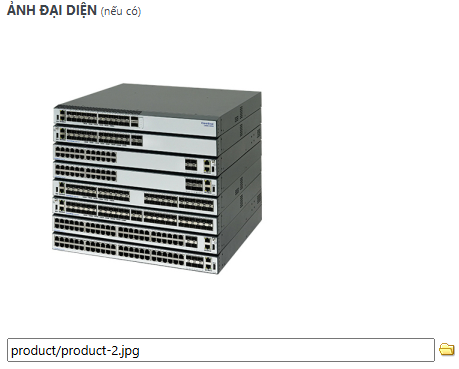 ẢNH ĐẠI DIỆN (nếu có)
product/product-2.jpg